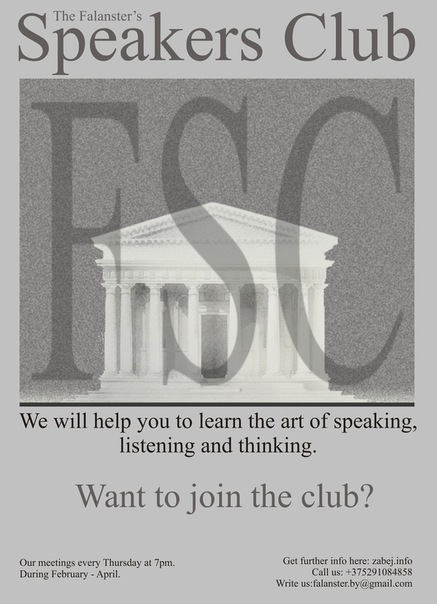 The Falanster's
Speakers Club
FSC
We will help you to learn the art of speaking,
listening and thinking.
Want to join the club?
Our meetings every Thursday at 7pm.
During February - April.
Get further info here: zabej.info
Call us: +375291084858
Write us:falanster.by@gmail.com